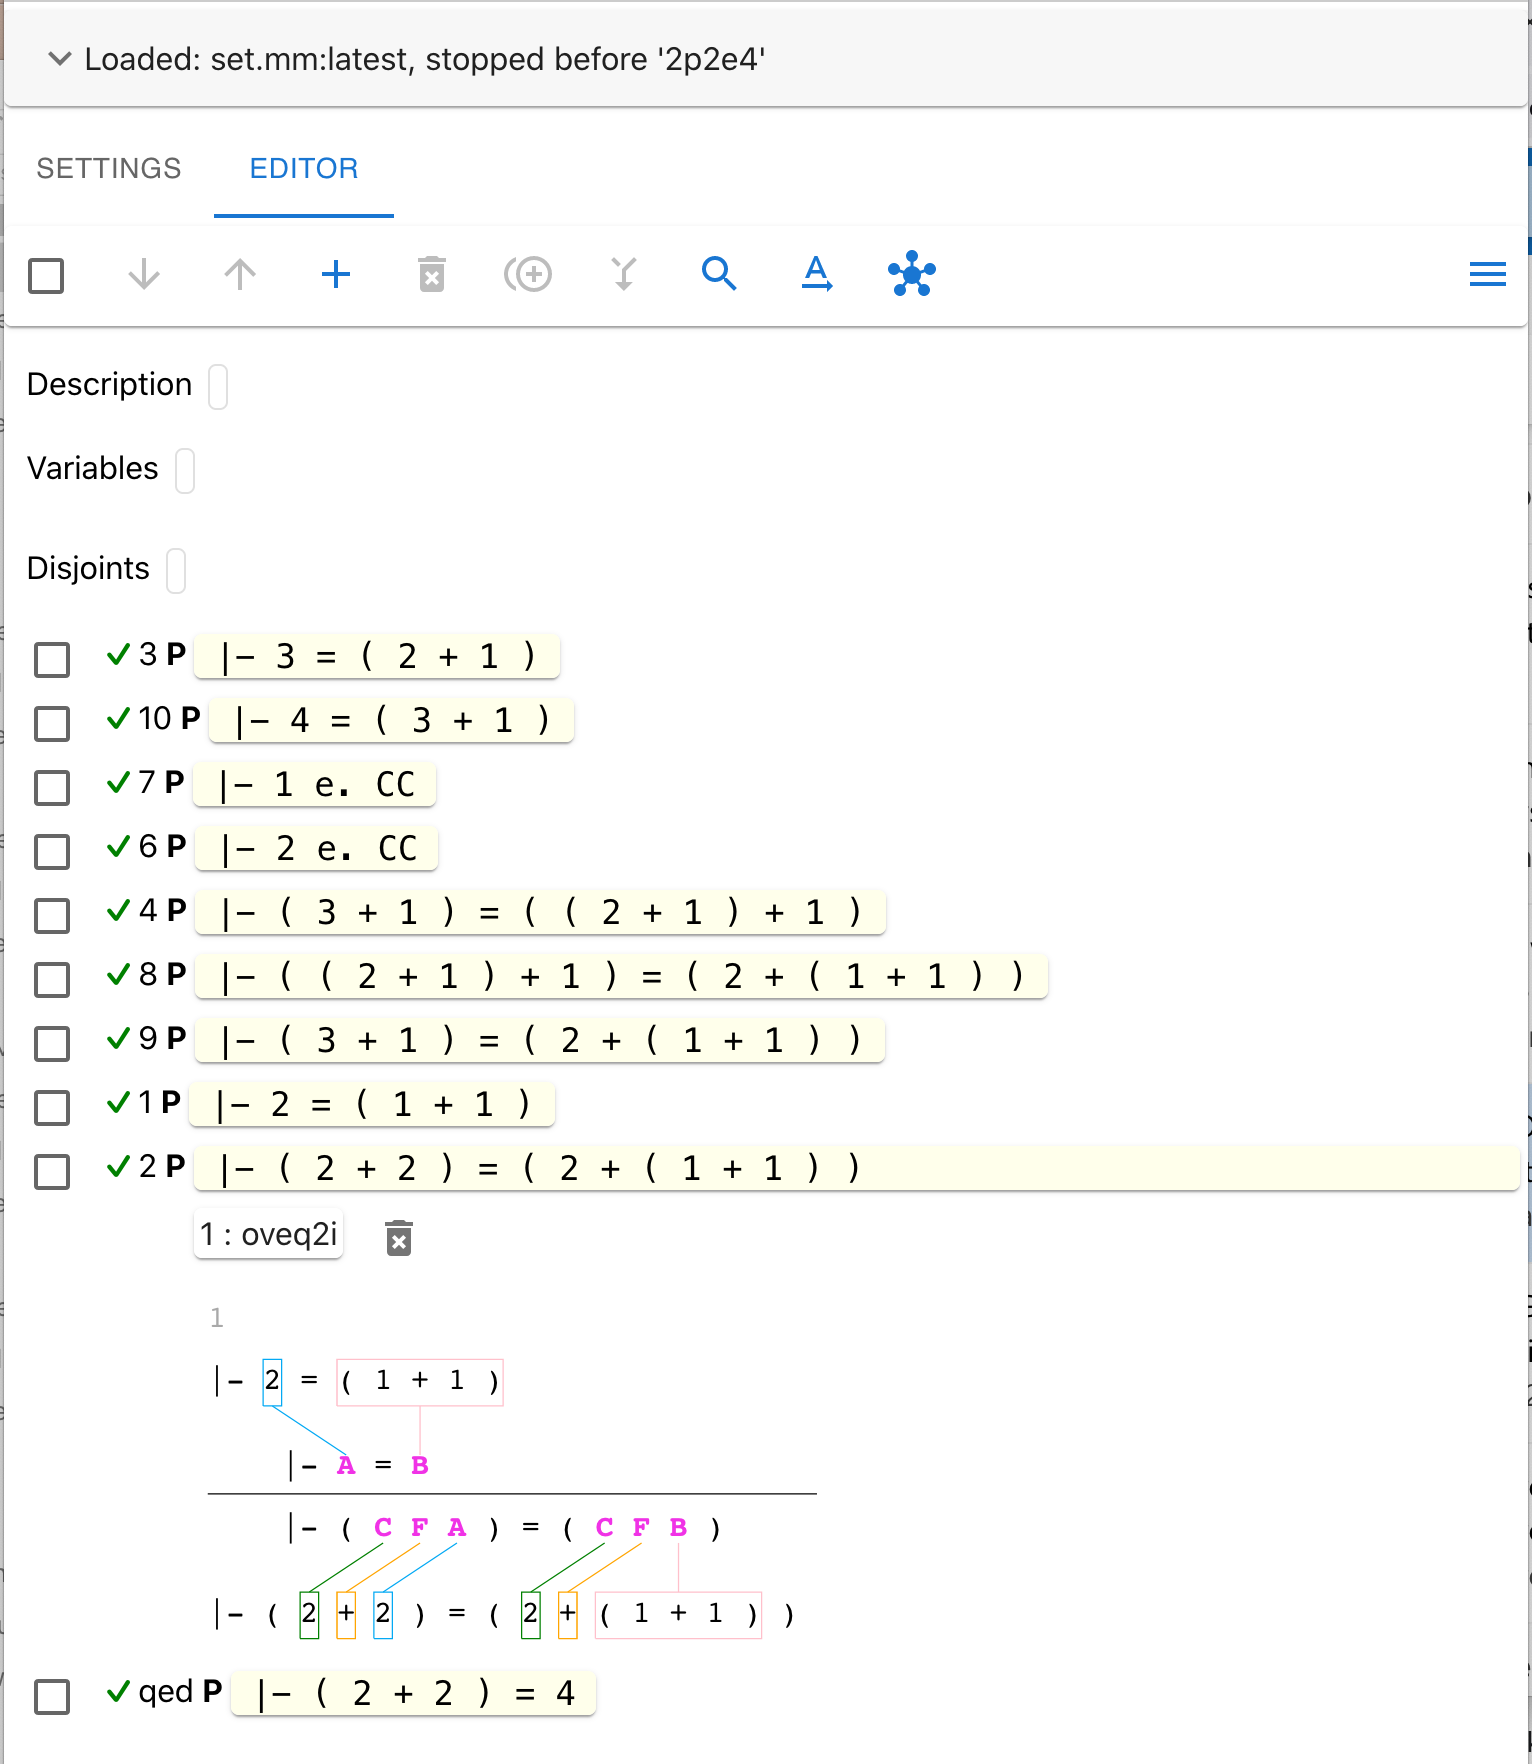 Loaded: set.mm:latest, stopped before '2p2e4'
SETTINGS EDITOR
Description
Variables
Disjoints
3 P |- 3 = ( 2 + 1 )
10 P |- 4 = ( 3 + 1 )
7 P |- 1 e. CC
6 P |- 2 e. CC
4 P |- ( 3 + 1 ) = ( ( 2 + 1 ) + 1 )
8 P |- ( ( 2 + 1 ) + 1 ) = ( 2 + ( 1 + 1 ) )
9 P |- ( 3 + 1 ) = ( 2 + ( 1 + 1 ) )
1 P |- 2 = ( 1 + 1 )
2 P |- ( 2 + 2 ) = ( 2 + ( 1 + 1 ) )
1 : oveq2i
1
|- 2 = ( 1 + 1 )
|- A = B
|- ( C F A ) = ( C F B )
|- ( 2 + 2 ) = ( 2 + ( 1 + 1 ) )
qed P |- ( 2 + 2 ) = 4